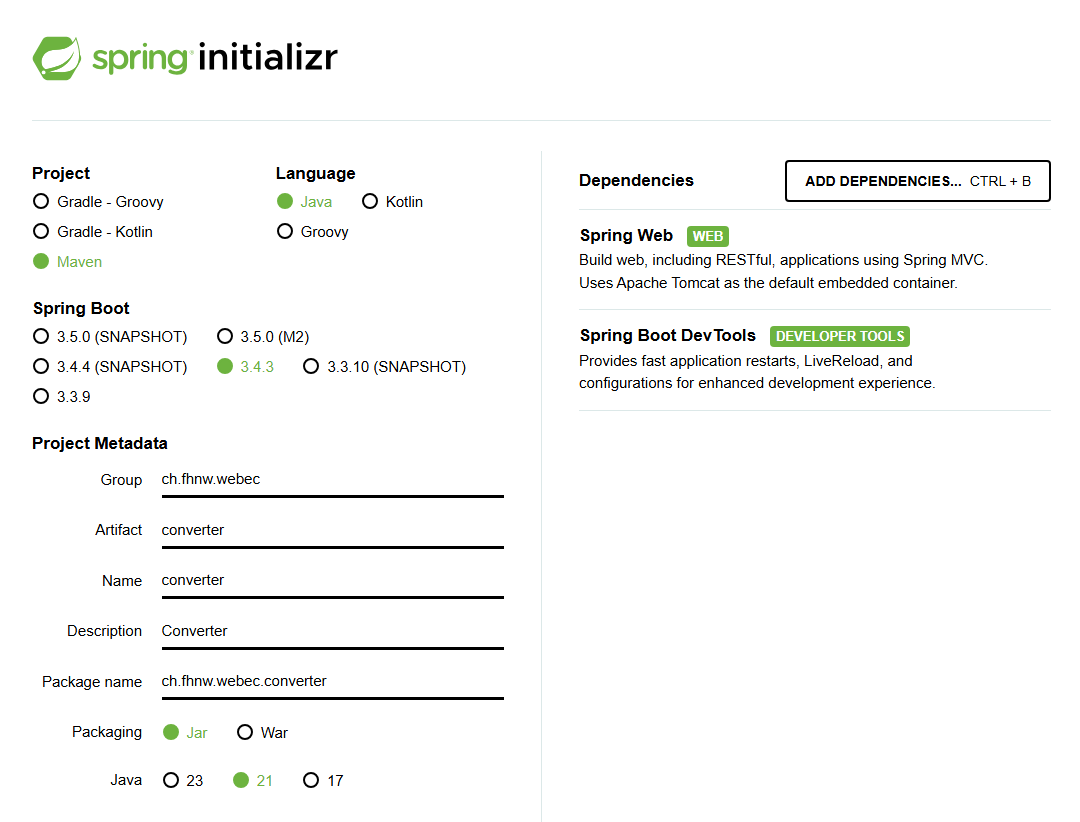 spring initializr
Project
Gradle - Groovy
Gradle - Kotlin
Maven
Language
Java Kotlin
Groovy
Spring Boot
3.5.0 (SNAPSHOT) 3.5.0 (M2)
3.4.4 (SNAPSHOT) 3.4.3 3.3.10 (SNAPSHOT)
3.3.9
Project Metadata
Group ch.fhnw.webec
Artifact converter
Name converter
Description Converter
Package name ch.fhnw.webec.converter
Packaging Jar War
Java 23 21 17
Dependencies
ADD DEPENDENCIES... CTRL + B
Spring Web WEB
Build web, including RESTful, applications using Spring MVC.
Uses Apache Tomcat as the default embedded container.
Spring Boot DevTools DEVELOPER TOOLS
Provides fast application restarts, LiveReload, and
configurations for enhanced development experience.